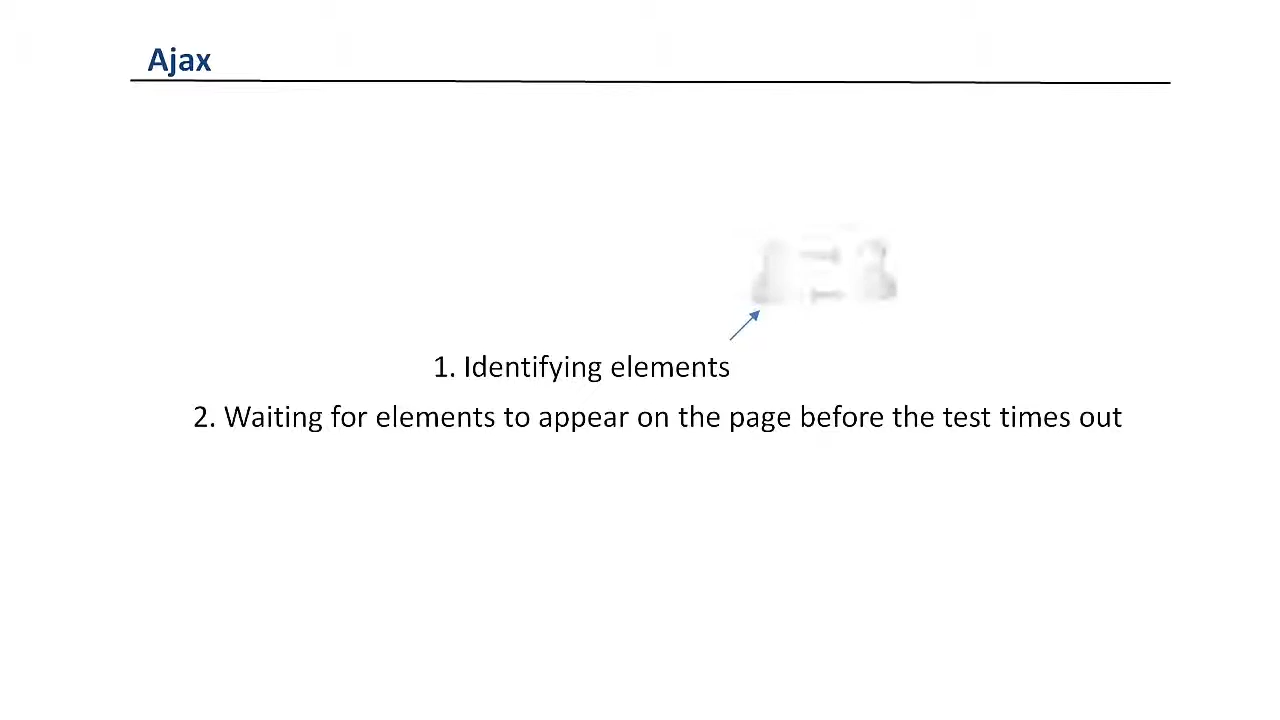 Ajax
1. Identifying elements
2. Waiting for elements to appear on the page before the test times out